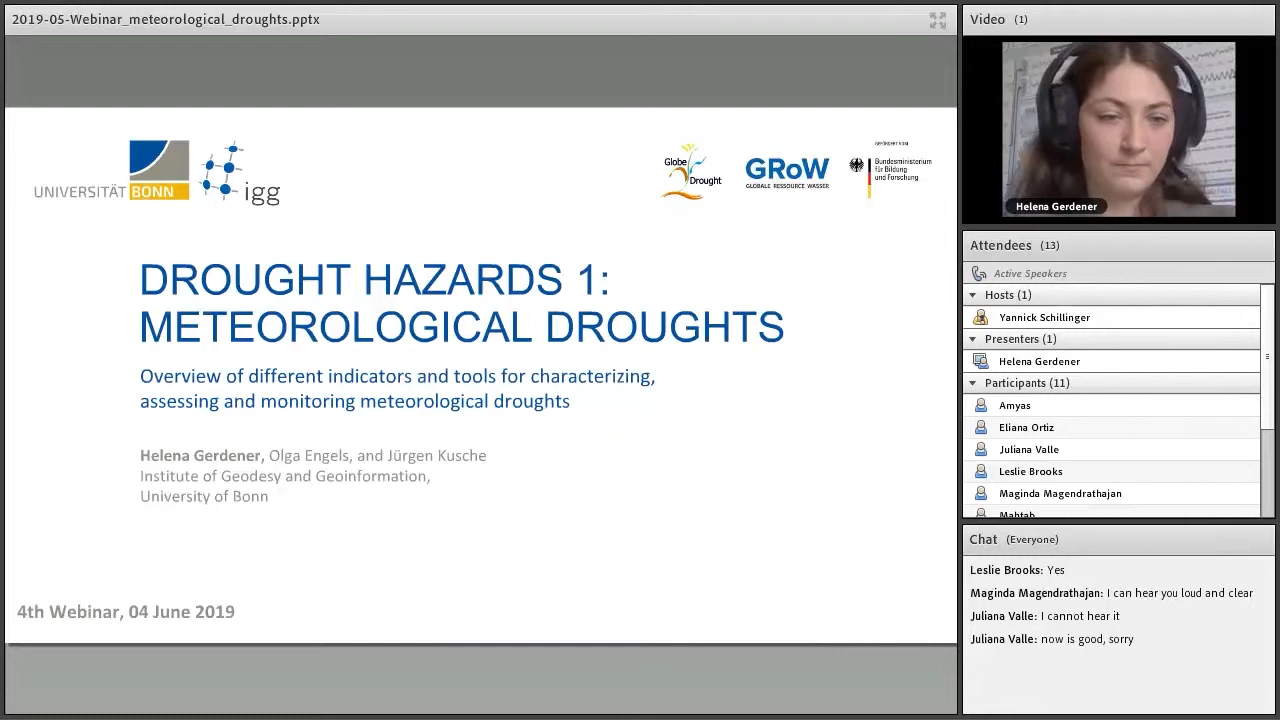 2019-05-Webinar_meteorological_droughts.pptx
UNIVERSITÄT BONN
igg
Globe
Drought
GRoW
GLOBALE RESSOURCE WASSER
GEFÖRDERT VOM
Bundesministerium
für Bildung
und Forschung
DROUGHT HAZARDS 1:
METEOROLOGICAL DROUGHTS
Overview of different indicators and tools for characterizing,
assessing and monitoring meteorological droughts
Helena Gerdener, Olga Engels, and Jürgen Kusche
Institute of Geodesy and Geoinformation,
University of Bonn
4th Webinar, 04 June 2019
Video (1)
Helena Gerdener
Attendees (13)
Active Speakers
Hosts (1)
Yannick Schillinger
Presenters (1)
Helena Gerdener
Participants (11)
Amyas
Eliana Ortiz
Juliana Valle
Leslie Brooks
Maginda Magendrathajan
Mahtab
Chat (Everyone)
Leslie Brooks: Yes
Maginda Magendrathajan: I can hear you loud and clear
Juliana Valle: I cannot hear it
Juliana Valle: now is good, sorry